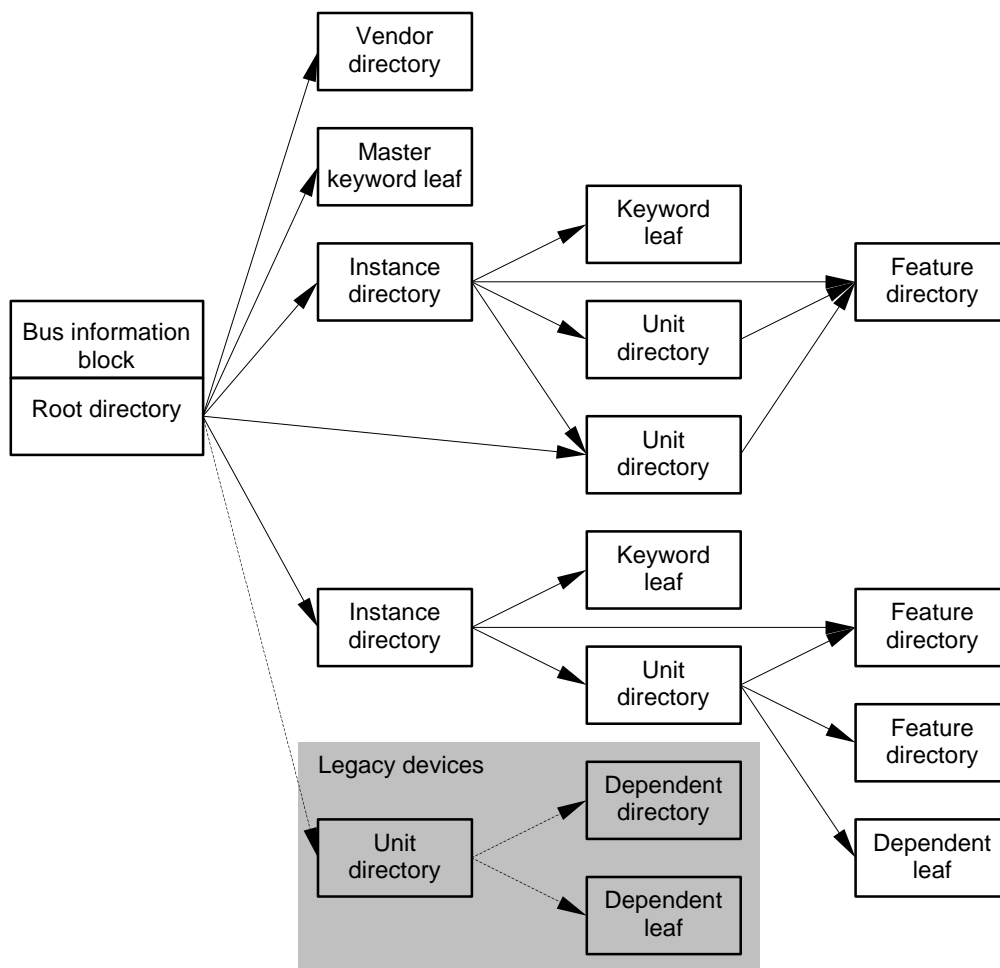 Vendor
directory
Master
keyword leaf
Keyword
leaf
Instance
directory
Feature
directory
Bus information
block
Unit
directory
Root directory
Unit
directory
Keyword
leaf
Instance
directory
Feature
directory
Unit
directory
Feature
directory
Legacy devices
Dependent
directory
Unit
directory
Dependent
leaf
Dependent
leaf